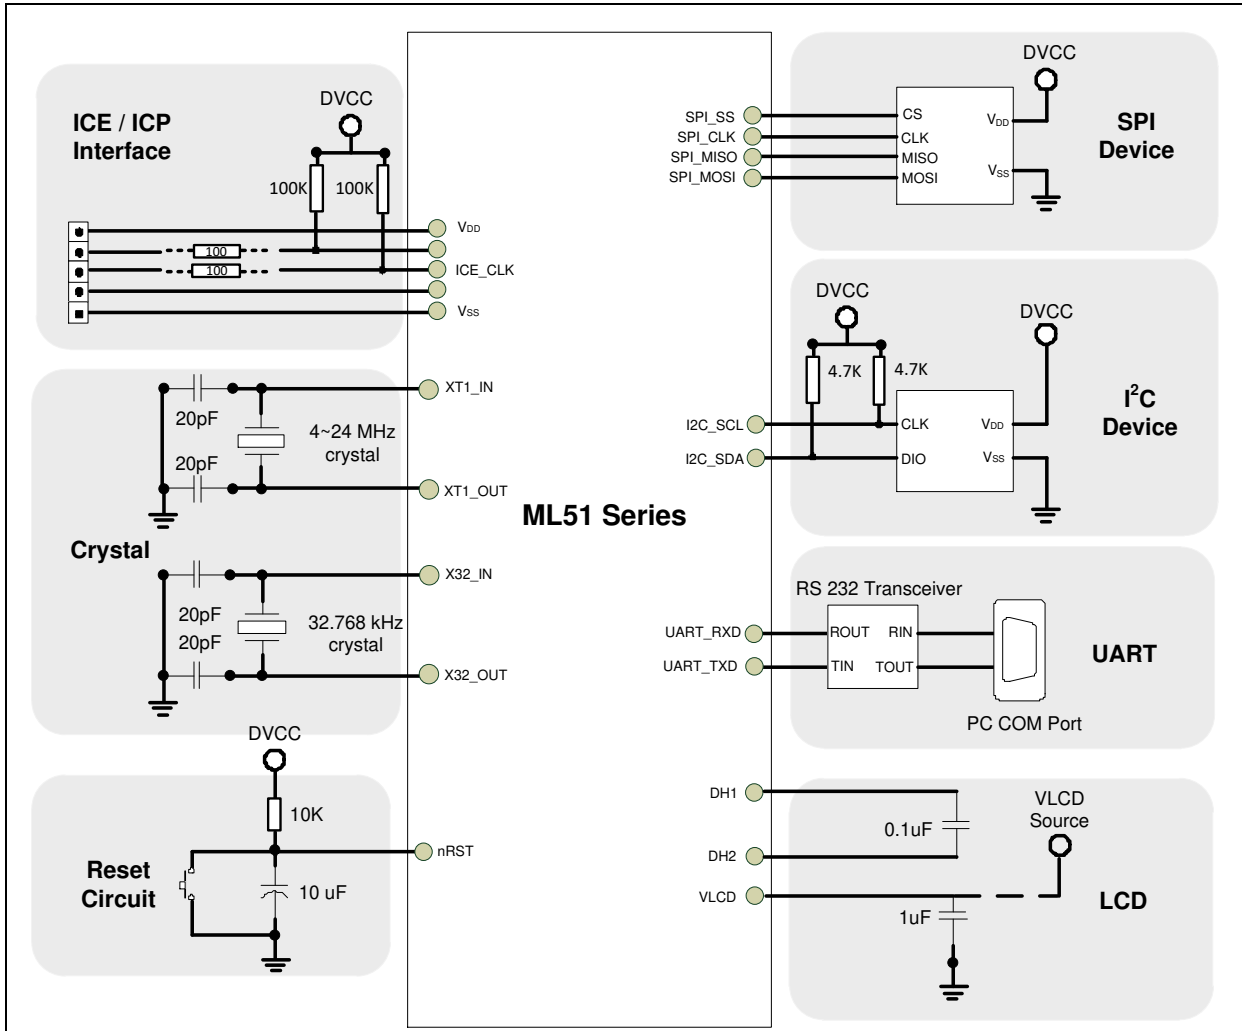 ICE / ICP
Interface
DVCC
100K
100K
100
100
VDD
ICE_CLK
VSS
XT1_IN
20pF
20pF
4~24 MHz
crystal
XT1_OUT
Crystal
X32_IN
20pF
20pF
32.768 kHz
crystal
X32_OUT
DVCC
10K
Reset
Circuit
nRST
10 uF
ML51 Series
DVCC
SPI_SS
SPI_CLK
SPI_MISO
SPI_MOSI
CS
CLK
MISO
MOSI
VDD
VSS
SPI
Device
DVCC
DVCC
4.7K
4.7K
I2C_SCL
I2C_SDA
CLK
DIO
VDD
VSS
I2C
Device
RS 232 Transceiver
UART_RXD
UART_TXD
ROUT
RIN
TIN
TOUT
UART
PC COM Port
DH1
DH2
VLCD
0.1uF
1uF
VLCD
Source
LCD